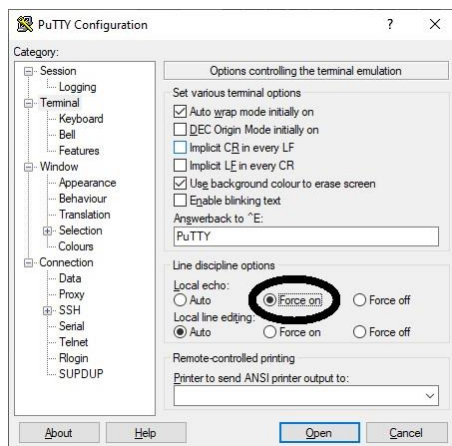 PuTTY Configuration ? ×
Category:
Session
Logging
Terminal
Keyboard
Bell
Features
Window
Appearance
Behaviour
Translation
Selection
Colours
Connection
Data
Proxy
SSH
Serial
Telnet
Rlogin
SUPDUP
Options controlling the terminal emulation
Set various terminal options
Auto wrap mode initially on
DEC Origin Mode initially on
Implicit CR in every LF
Implicit LF in every CR
Use background colour to erase screen
Enable blinking text
Answerback to ^E:
PuTTY
Line discipline options
Local echo:
Auto Force on Force off
Local line editing:
Auto Force on Force off
Remote-controlled printing
Printer to send ANSI printer output to:
About Help Open Cancel